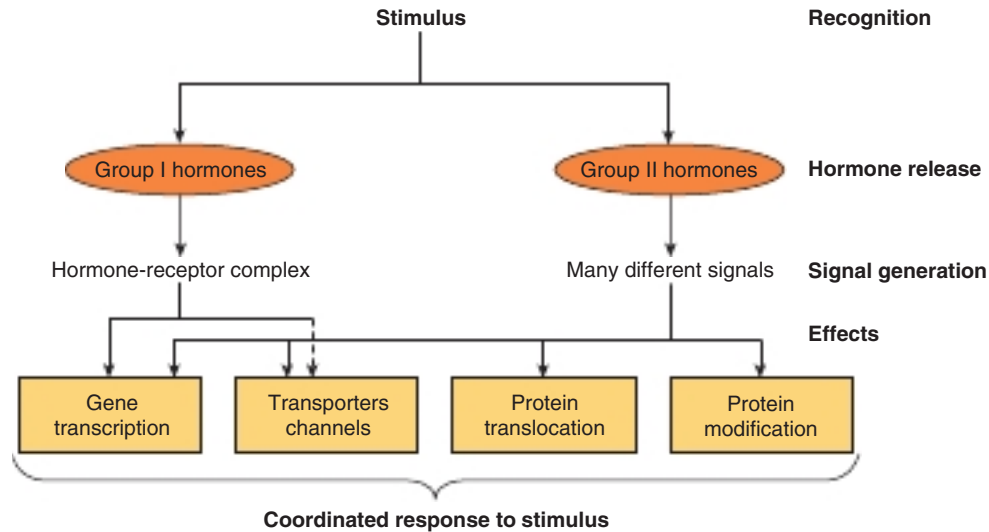 Stimulus
Recognition
Group I hormones
Group II hormones
Hormone release
Hormone-receptor complex
Many different signals
Signal generation
Effects
Gene
transcription
Transporters
channels
Protein
translocation
Protein
modification
Coordinated response to stimulus